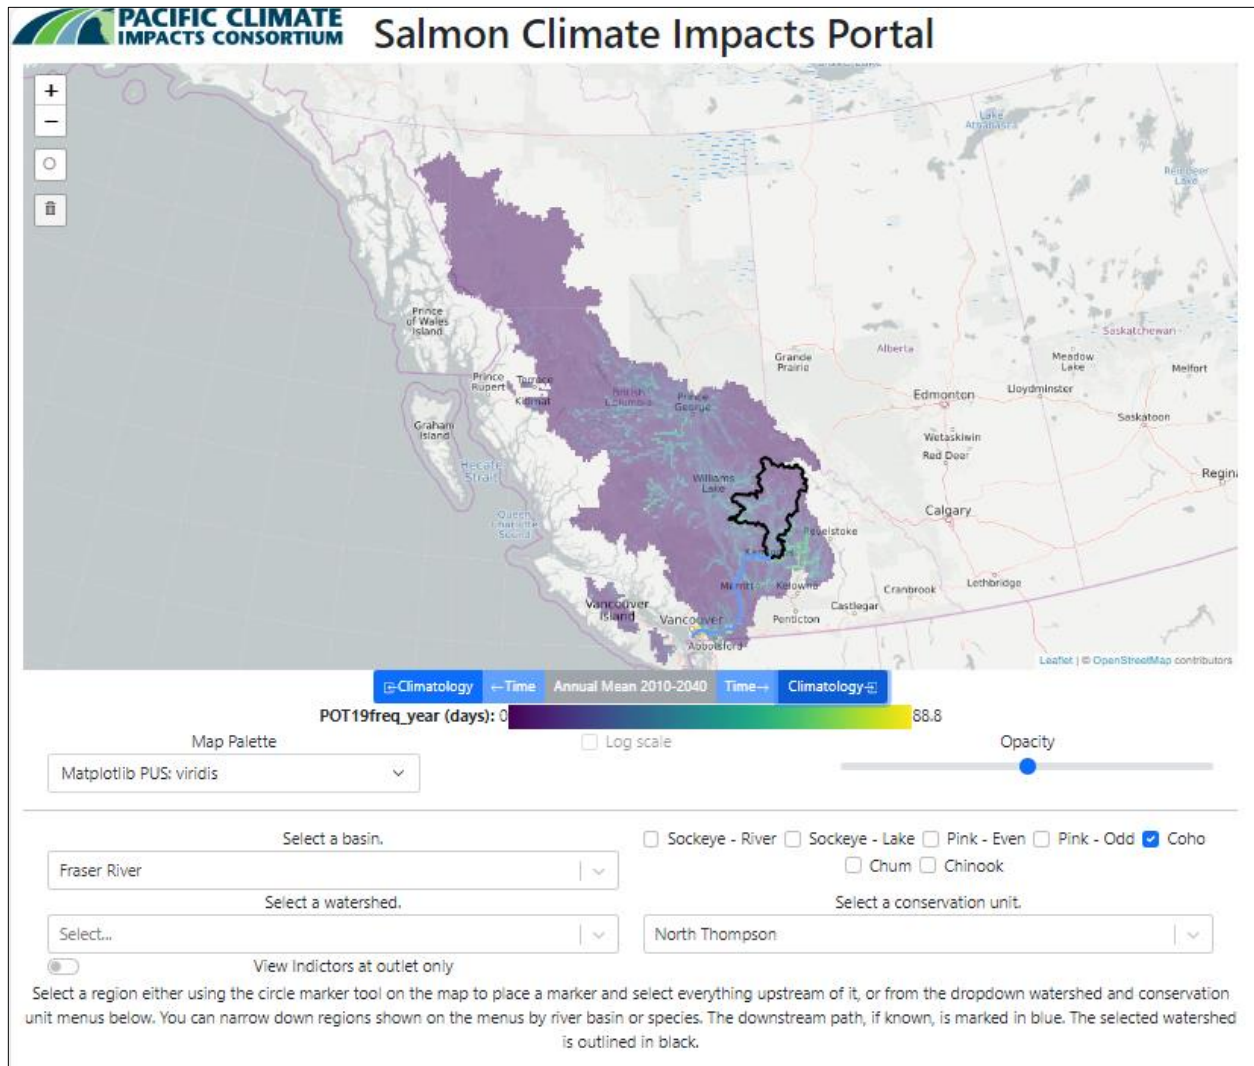 PACIFIC CLIMATE
IMPACTS CONSORTIUM
Salmon Climate Impacts Portal
+
−
Lake
Athabasca
Reindeer
Lake
Prince
of Wales
Island
Grande
Prairie
Alberta
Saskatchewan
Meadow
Lake
Melfort
Prince
Rupert
Terrace
Kitimat
British
Columbia
Prince
George
Edmonton
Lloydminster
Saskatoon
Graham
Island
Wetaskiwin
Red Deer
Hecate
Strait
Williams
Lake
Regina
Queen
Charlotte
Sound
Calgary
Revelstoke
Kamloops
Merritt
Kelowna
Cranbrook
Lethbridge
Castlegar
Penticton
Vancouver
Island
Vancouver
Abbotsford
Leaflet | © OpenStreetMap contributors
Climatology
←Time
Annual Mean 2010-2040
Time→
Climatology
POT19freq_year (days): 0
88.8
Map Palette
Log scale
Opacity
Matplotlib PUS: viridis
Select a basin.
Sockeye - River Sockeye - Lake Pink - Even Pink - Odd Coho
Chum Chinook
Fraser River
Select a watershed.
Select a conservation unit.
Select...
North Thompson
View Indictors at outlet only
Select a region either using the circle marker tool on the map to place a marker and select everything upstream of it, or from the dropdown watershed and conservation
unit menus below. You can narrow down regions shown on the menus by river basin or species. The downstream path, if known, is marked in blue. The selected watershed
is outlined in black.